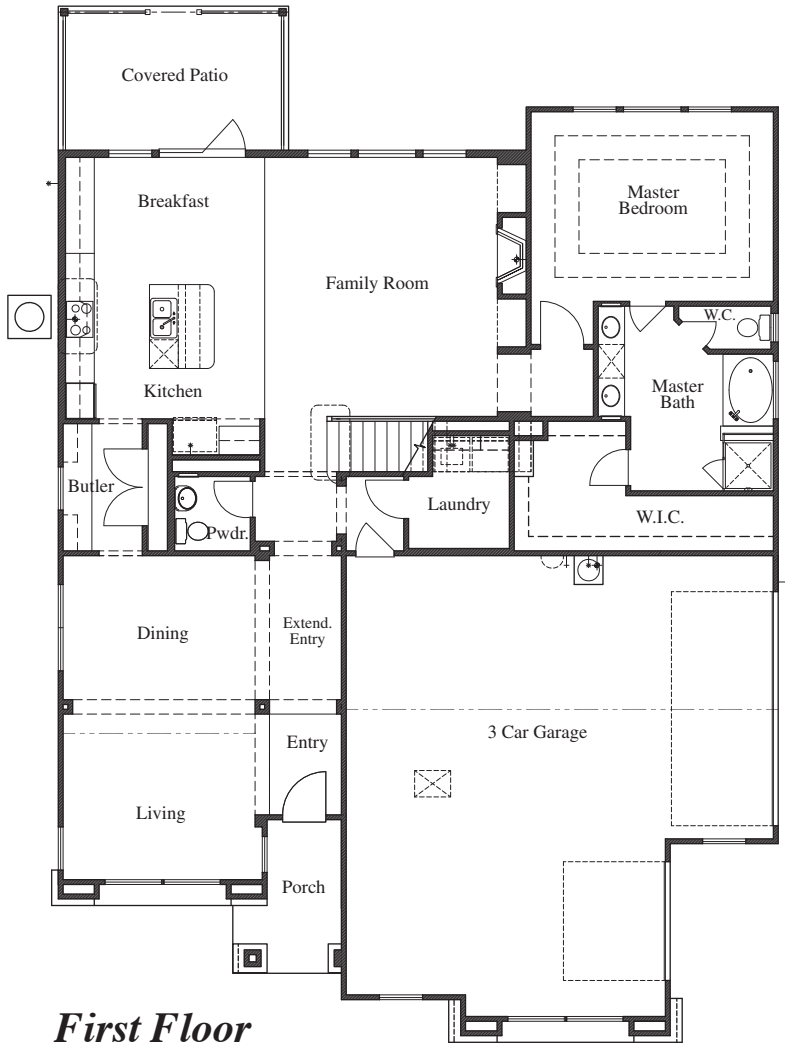 Covered Patio
Breakfast
Master
Bedroom
Family Room
W.C.
Kitchen
Master
Bath
Butler
Pwdr.
Laundry
W.I.C.
Dining
Extend.
Entry
Entry
3 Car Garage
Living
Porch
First Floor